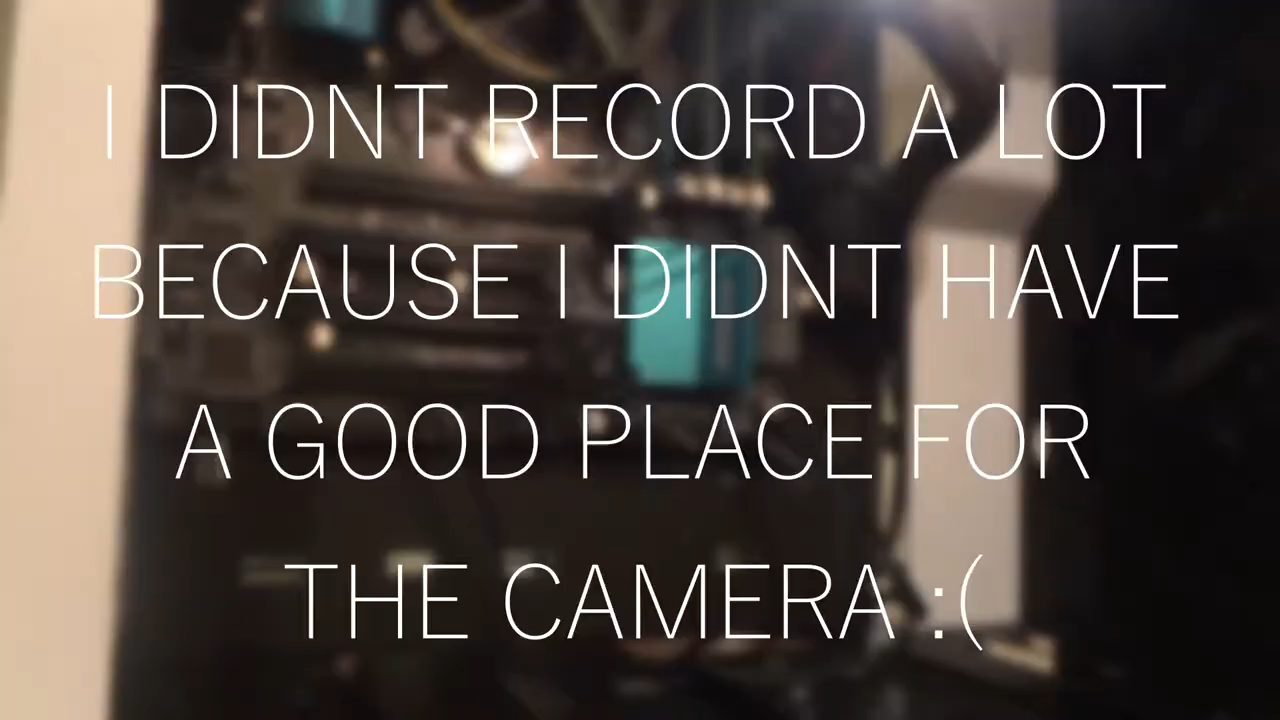 I DIDNT RECORD A LOT
BECAUSE I DIDNT HAVE
A GOOD PLACE FOR
THE CAMERA :(